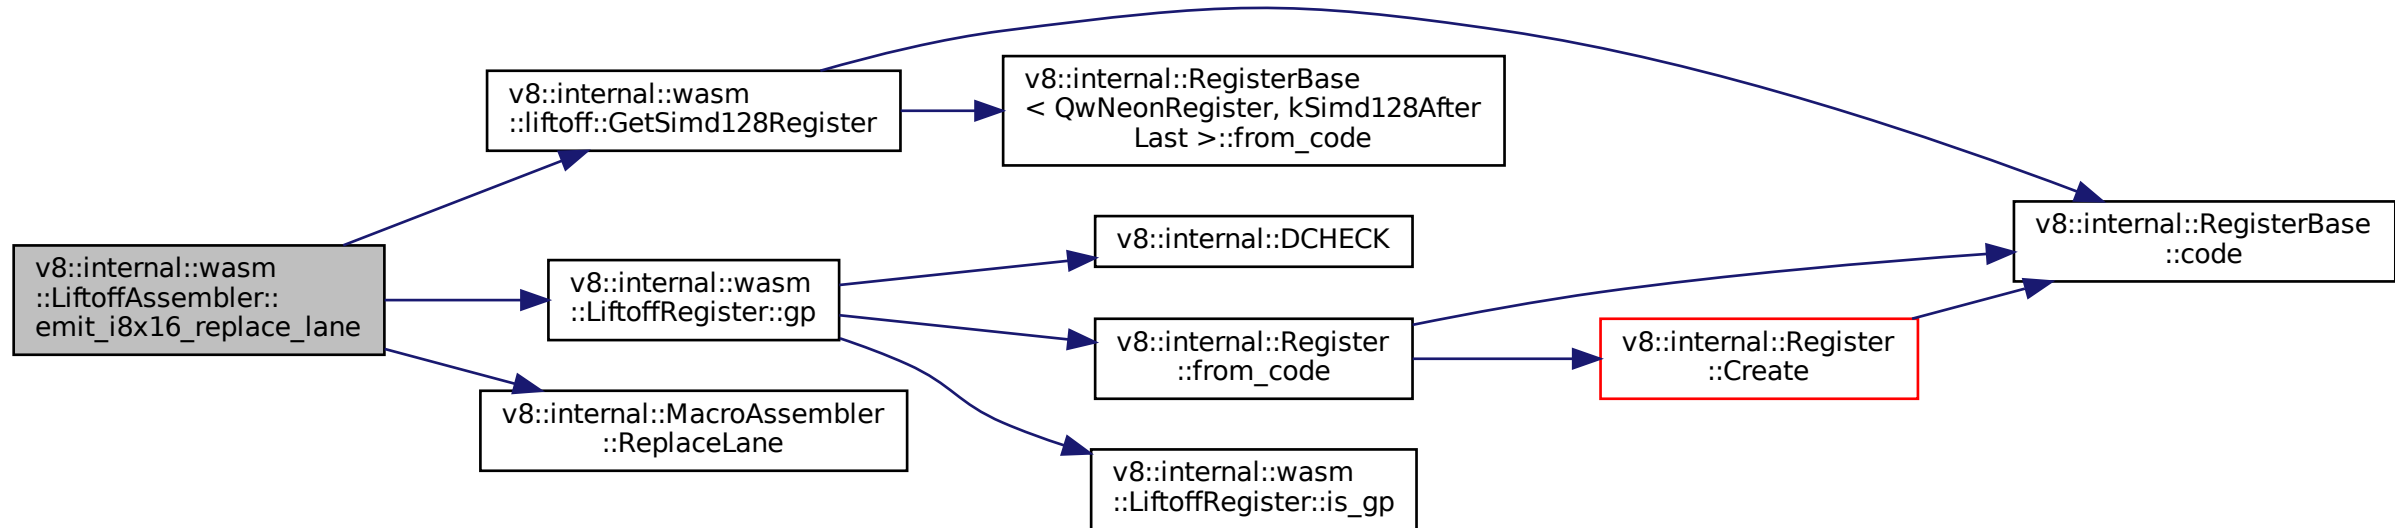 v8::internal::wasm
::LiftoffAssembler::
emit_i8x16_replace_lane
v8::internal::wasm
::liftoff::GetSimd128Register
v8::internal::RegisterBase
< QwNeonRegister, kSimd128After
Last >::from_code
v8::internal::RegisterBase
::code
v8::internal::wasm
::LiftoffRegister::gp
v8::internal::DCHECK
v8::internal::Register
::from_code
v8::internal::Register
::Create
v8::internal::wasm
::LiftoffRegister::is_gp
v8::internal::MacroAssembler
::ReplaceLane